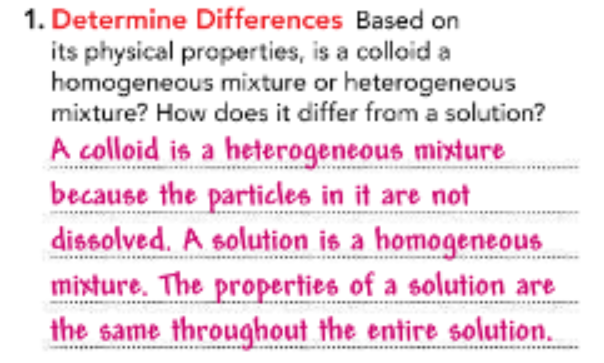 1. Determine Differences Based on
its physical properties, is a colloid a
homogeneous mixture or heterogeneous
mixture? How does it differ from a solution?
A colloid is a heterogeneous mixture
because the particles in it are not
dissolved. A solution is a homogeneous
mixture. The properties of a solution are
the same throughout the entire solution.